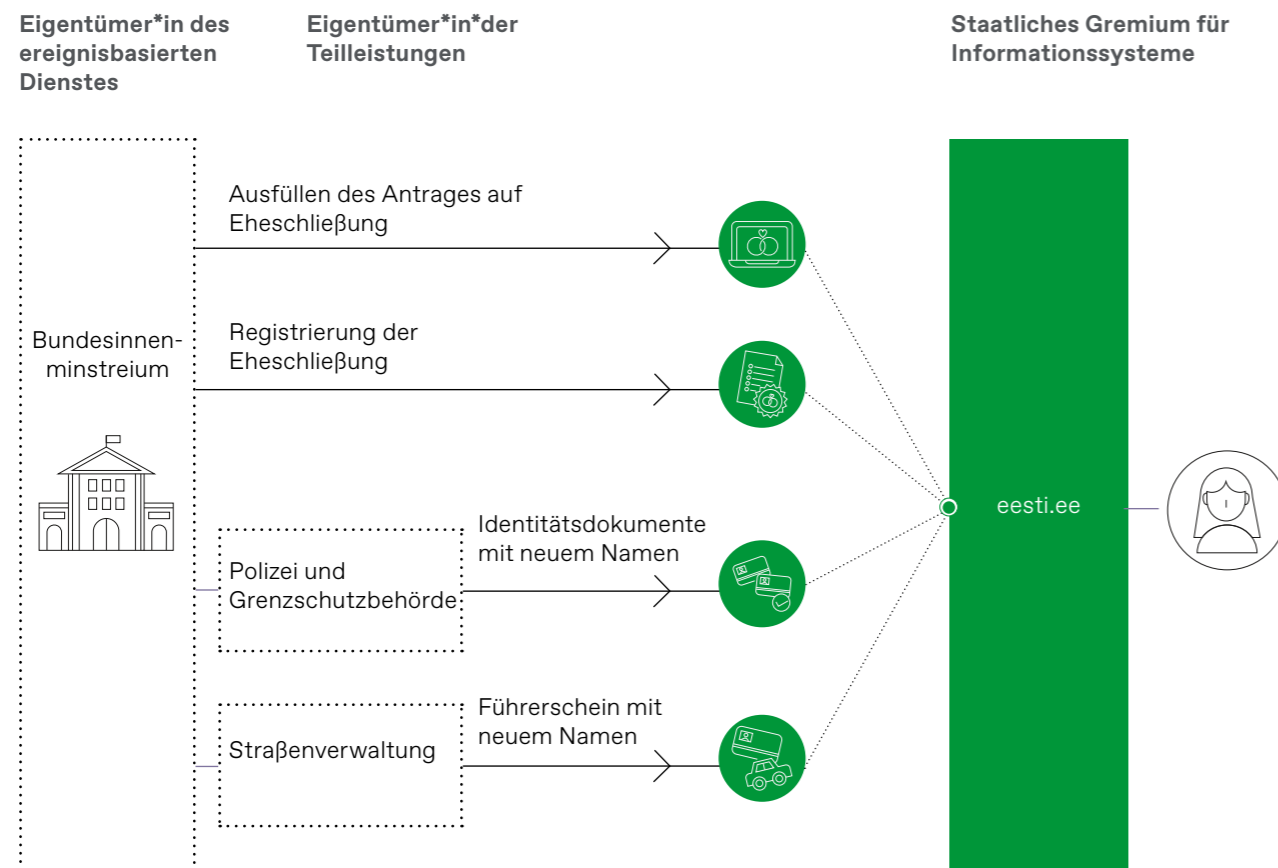 Eigentümer*in des
ereignisbasierten
Dienstes
Eigentümer*in*der
Teilleistungen
Staatliches Gremium für
Informationssysteme
Ausfüllen des Antrages auf
Eheschließung
Registrierung der
Eheschließung
Bundesinnen-
minstreium
Identitätsdokumente
mit neuem Namen
Polizei und
Grenzschutzbehörde
Führerschein mit
neuem Namen
Straßenverwaltung
eesti.ee